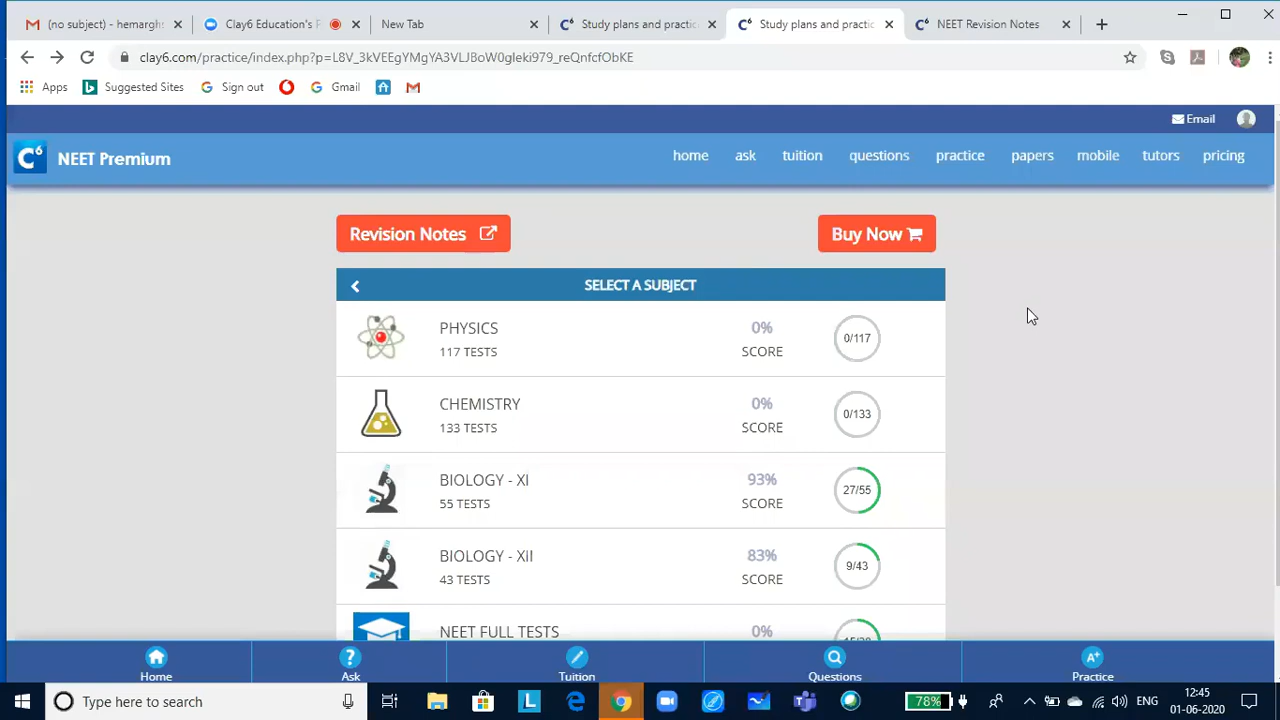 (no subject) - hemargh
Clay6 Education's P
New Tab
Study plans and practic
Study plans and practic
NEET Revision Notes
clay6.com/practice/index.php?p=L8V_3kVEEgYMgYA3VLJBoW0gleki979_reQnfcfObKE
Apps
Suggested Sites
Sign out
Gmail
Email
C6 NEET Premium
home
ask
tuition
questions
practice
papers
mobile
tutors
pricing
Revision Notes
Buy Now
SELECT A SUBJECT
PHYSICS
117 TESTS
0%
SCORE
0/117
CHEMISTRY
133 TESTS
0%
SCORE
0/133
BIOLOGY - XI
55 TESTS
93%
SCORE
27/55
BIOLOGY - XII
43 TESTS
83%
SCORE
9/43
NEET FULL TESTS
0%
Home
Ask
Tuition
Questions
Practice
Type here to search
78%
ENG
12:45
01-06-2020